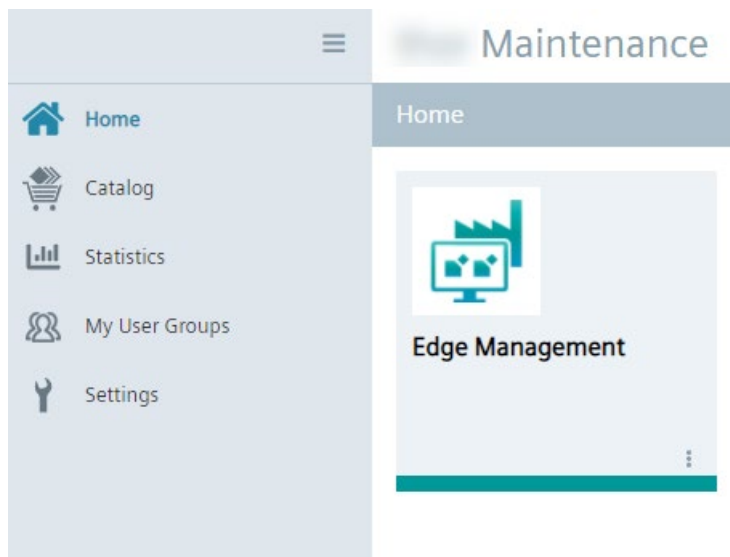 Maintenance
Home
Catalog
Statistics
My User Groups
Settings
Home
Edge Management